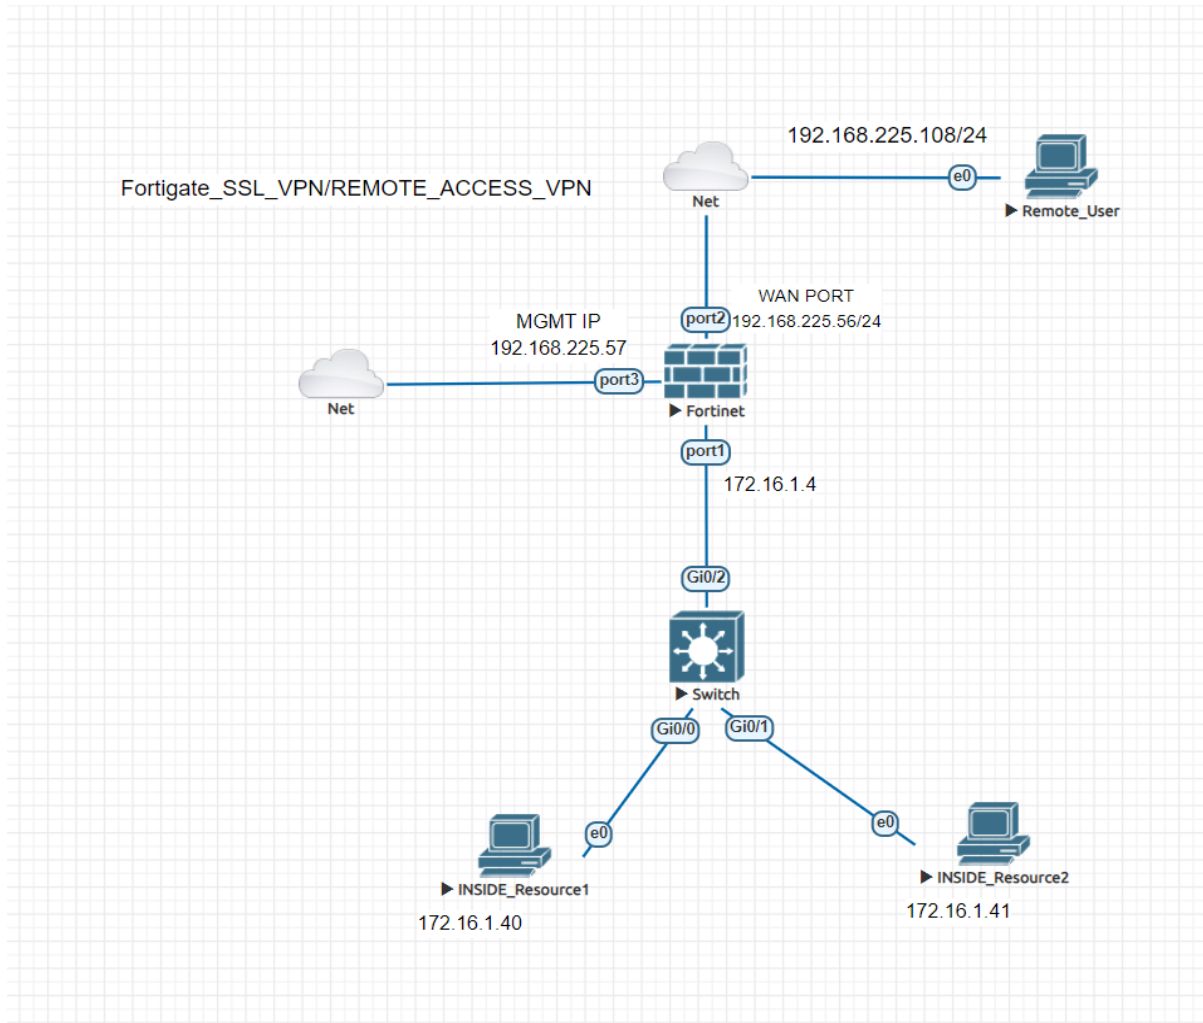 192.168.225.108/24
Fortigate_SSL_VPN/REMOTE_ACCESS_VPN
e0
Net
Remote_User
WAN PORT
port2
192.168.225.56/24
MGMT IP
192.168.225.57
port3
Net
Fortinet
port1
172.16.1.4
Gi0/2
Switch
Gi0/0
Gi0/1
e0
e0
INSIDE_Resource1
INSIDE_Resource2
172.16.1.40
172.16.1.41